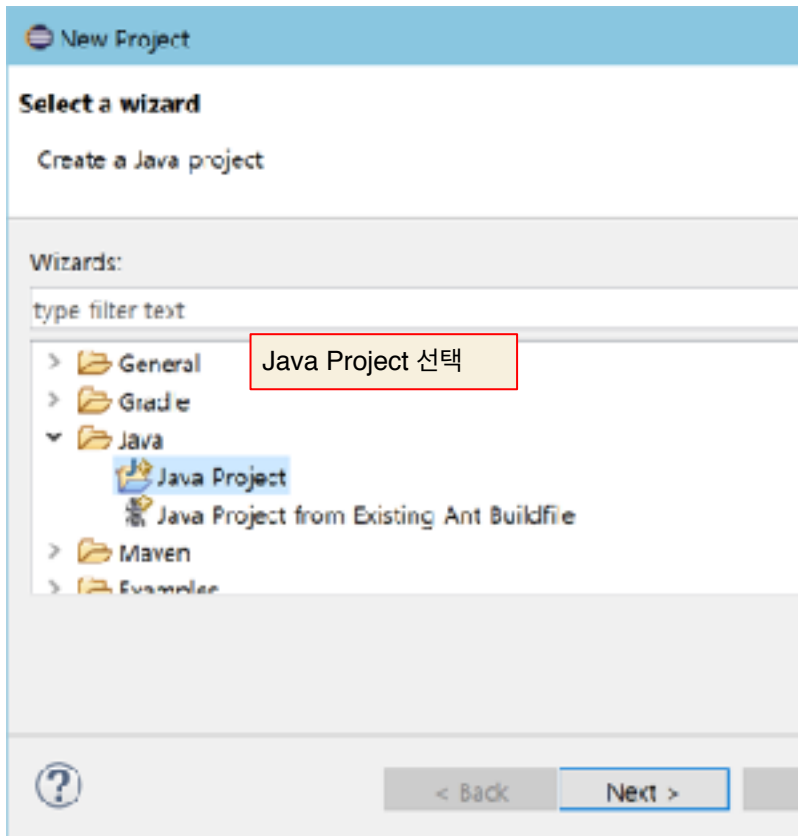 New Project
Select a wizard
Create a Java project
Wizards:
type filter text
General
Java Project 선택
Gradle
Java
Java Project
Java Project from Existing Ant Buildfile
Maven
Examples
< Back
Next >